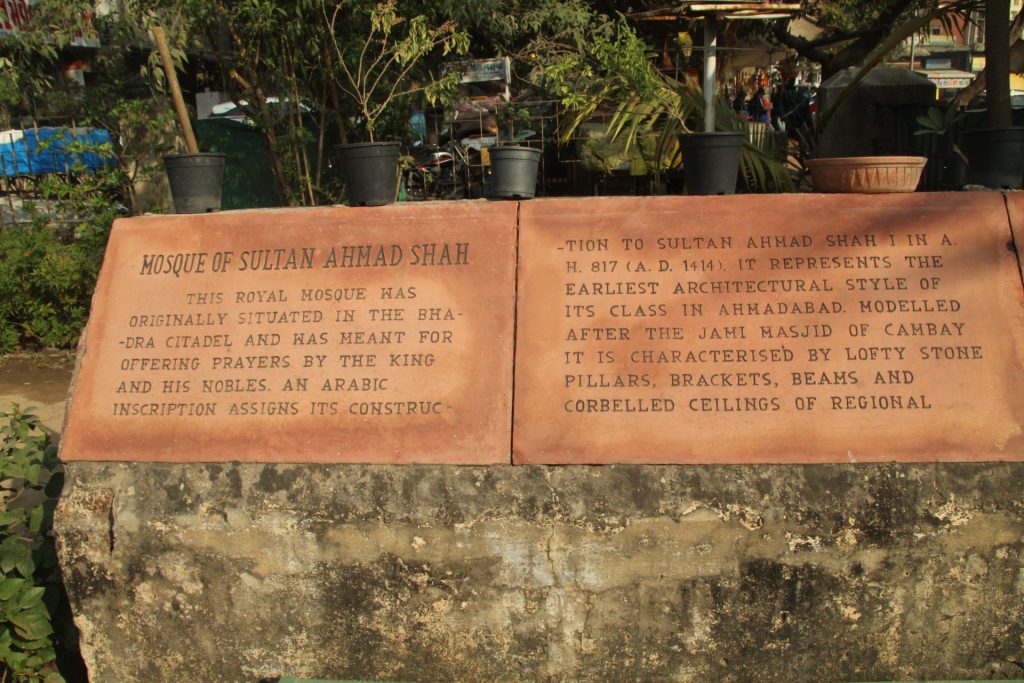 MOSQUE OF SULTAN AHMAD SHAH
THIS ROYAL MOSQUE WAS
ORIGINALLY SITUATED IN THE BHA-
-DRA CITADEL AND WAS MEANT FOR
OFFERING PRAYERS BY THE KING
AND HIS NOBLES. AN ARABIC
INSCRIPTION ASSIGNS ITS CONSTRUC-
-TION TO SULTAN AHMAD SHAH I IN A.
H. 817 (A. D. 1414). IT REPRESENTS THE
EARLIEST ARCHITECTURAL STYLE OF
ITS CLASS IN AHMADABAD. MODELLED
AFTER THE JAMI MASJID OF CAMBAY
IT IS CHARACTERISED BY LOFTY STONE
PILLARS, BRACKETS, BEAMS AND
CORBELLED CEILINGS OF REGIONAL